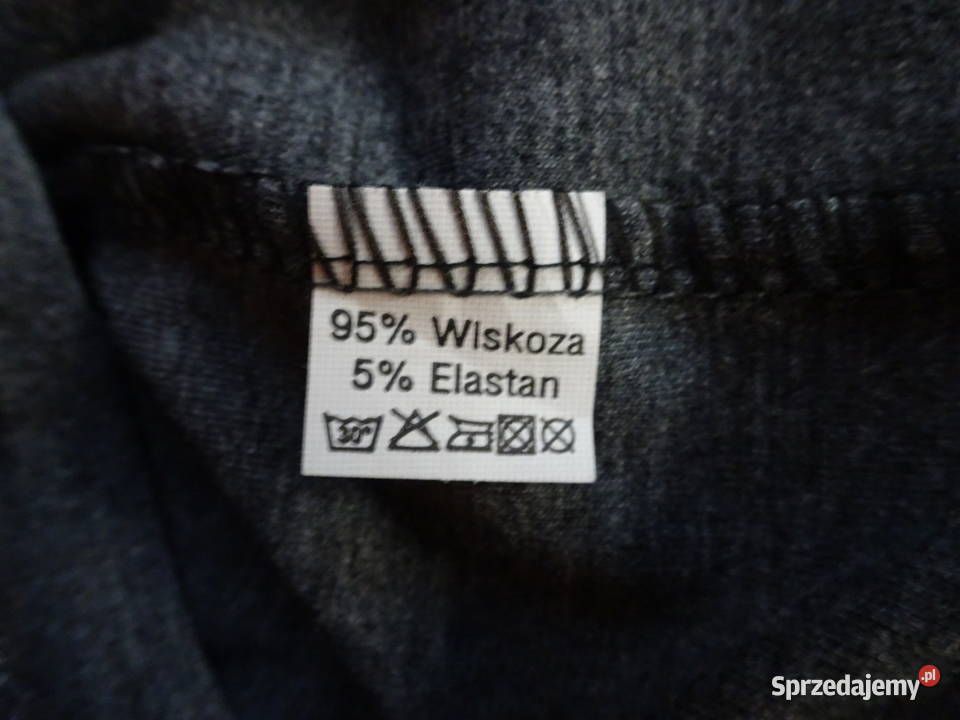 95% Wiskoza
5% Elastan
30°
Sprzedajemy.pl